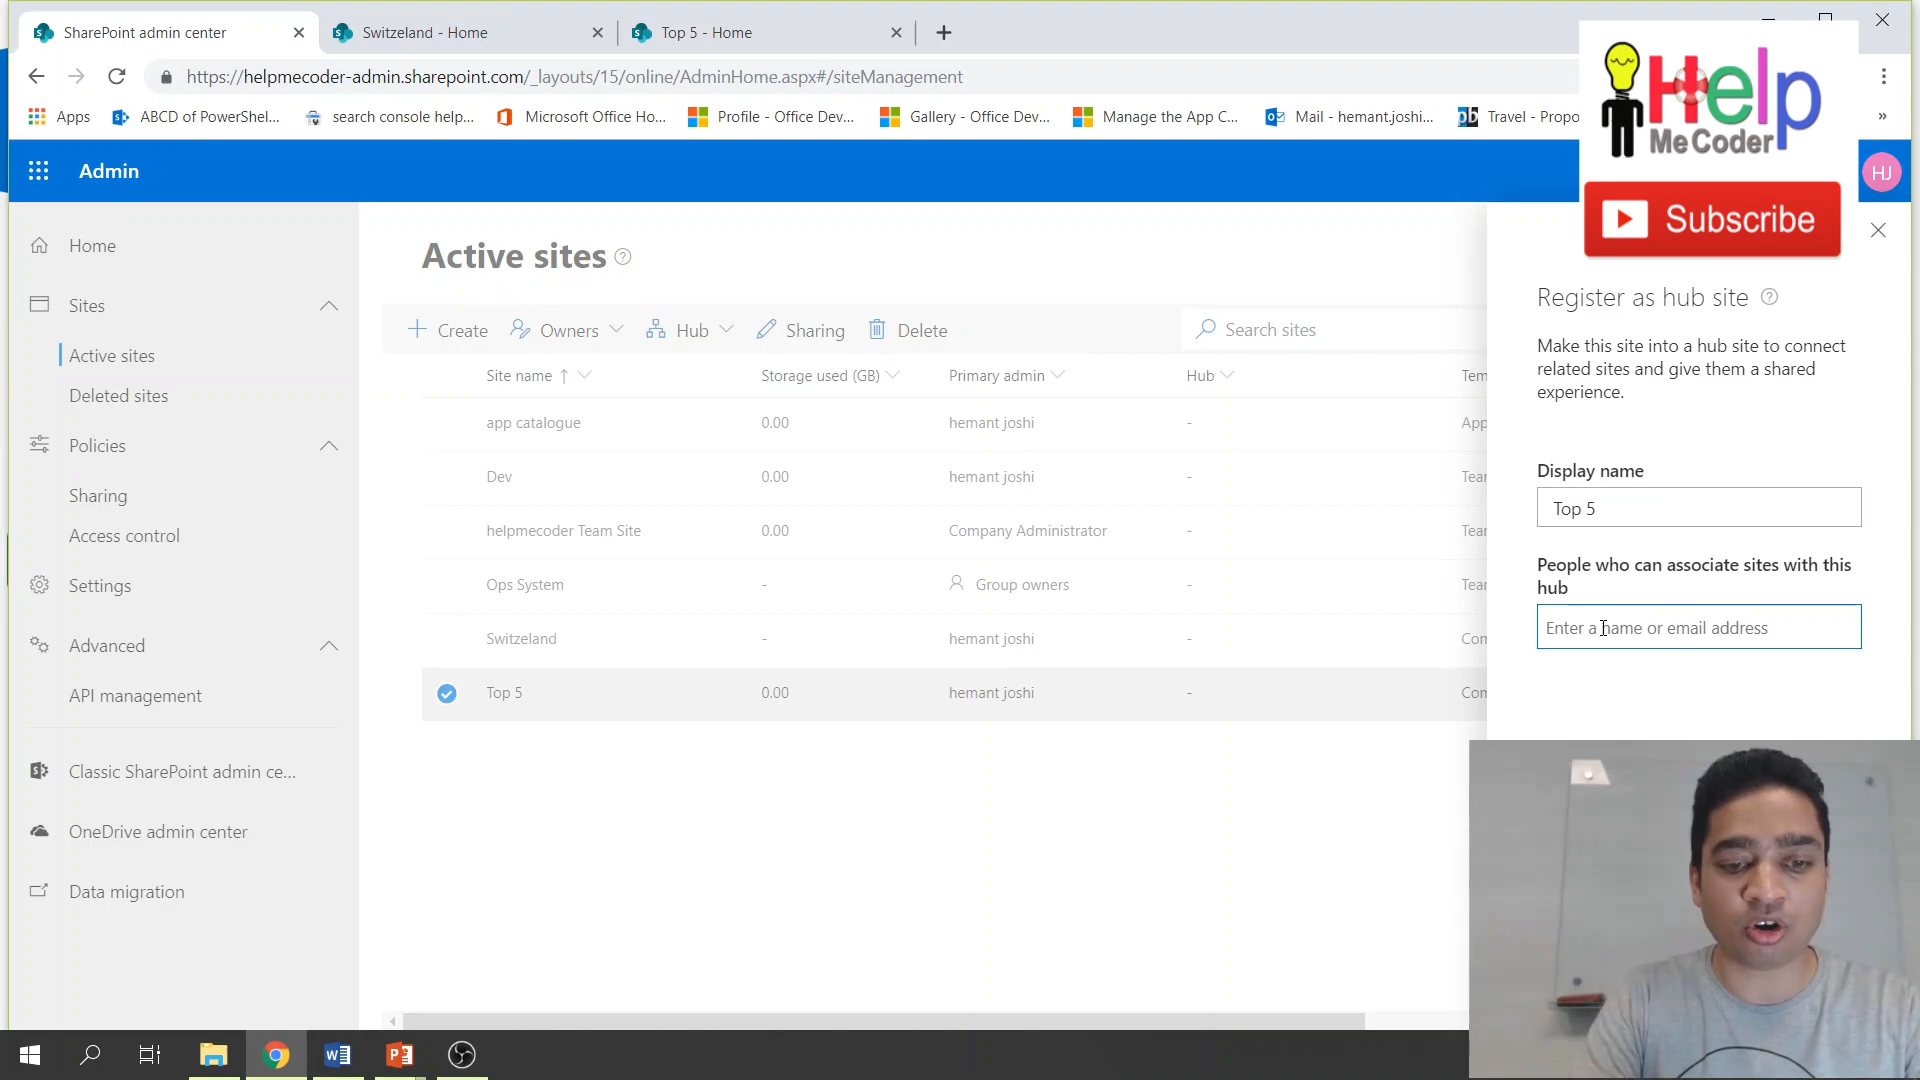 SharePoint admin center
Switzeland - Home
Top 5 - Home
https://helpmecoder-admin.sharepoint.com/_layouts/15/online/AdminHome.aspx#/siteManagement
Apps
ABCD of PowerShel...
search console help...
Microsoft Office Ho...
Profile - Office Dev...
Gallery - Office Dev...
Manage the App C...
Mail - hemant.joshi...
Travel - Propo
»
Help
MeCoder
Subscribe
Admin
HJ
Home
Sites
Active sites
Deleted sites
Policies
Sharing
Access control
Settings
Advanced
API management
Classic SharePoint admin ce...
OneDrive admin center
Data migration
Active sites
Create
Owners
Hub
Sharing
Delete
Search sites
Site name ↑
Storage used (GB)
Primary admin
Hub
Tem
app catalogue 0.00 hemant joshi - App
Dev 0.00 hemant joshi - Tear
helpmecoder Team Site 0.00 Company Administrator - Tear
Ops System - Group owners - Tear
Switzeland - hemant joshi - Con
Top 5 0.00 hemant joshi - Con
Register as hub site
Make this site into a hub site to connect
related sites and give them a shared
experience.
Display name
Top 5
People who can associate sites with this
hub
Enter a name or email address